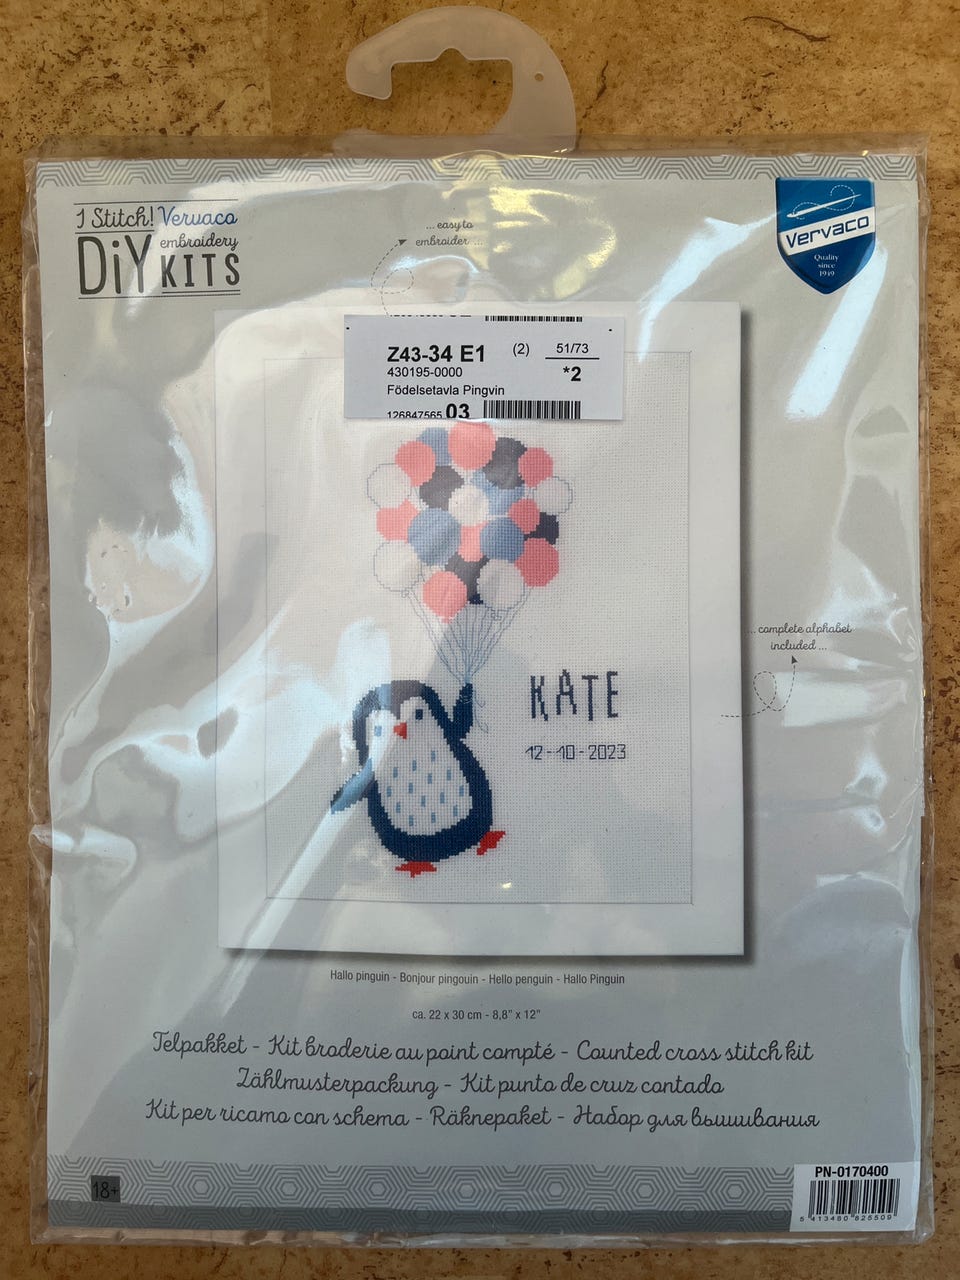 I Stitch! Vervaco
DiY embroidery
KITS
... easy to
embroider ...
Vervaco
Quality
since
1949
Z43-34 E1 (2) 51/73
430195-0000 *2
Födelsetavla Pingvin
126847565 03
... complete alphabet
included ...
KATE
12-10-2023
Hallo pinguin - Bonjour pingouin - Hello penguin - Hallo Pinguin
ca. 22 x 30 cm - 8,8" x 12"
Telpakket - Kit broderie au point compté - Counted cross stitch kit
Zählmusterpackung - Kit punto de cruz contado
Kit per ricamo con schema - Räknepaket - Набор для вышивания
18+
PN-0170400
5 413480 825509